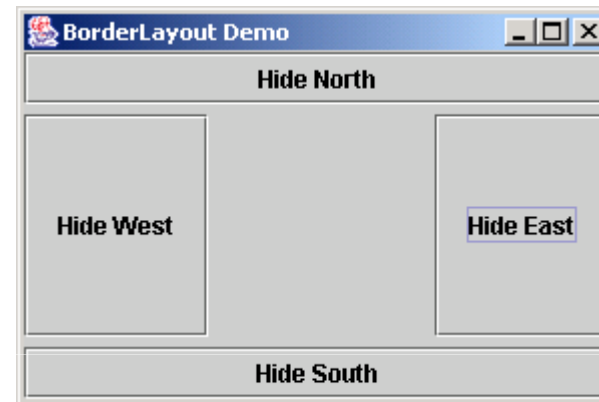 BorderLayout Demo
Hide North
Hide West
Hide East
Hide South